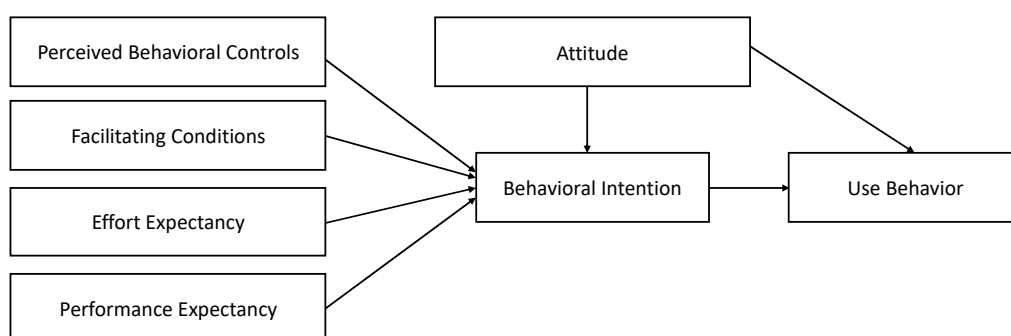 Perceived Behavioral Controls
Attitude
Facilitating Conditions
Behavioral Intention
Use Behavior
Effort Expectancy
Performance Expectancy